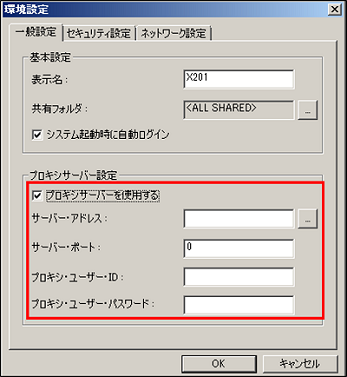 環境設定
一般設定 セキュリティ設定 ネットワーク設定
基本設定
表示名： X201
共有フォルダ： <ALL SHARED> ...
システム起動時に自動ログイン
プロキシサーバー設定
プロキシサーバーを使用する
サーバー・アドレス： ...
サーバー・ポート： 0
プロキシ・ユーザー・ID：
プロキシ・ユーザー・パスワード：
OK キャンセル